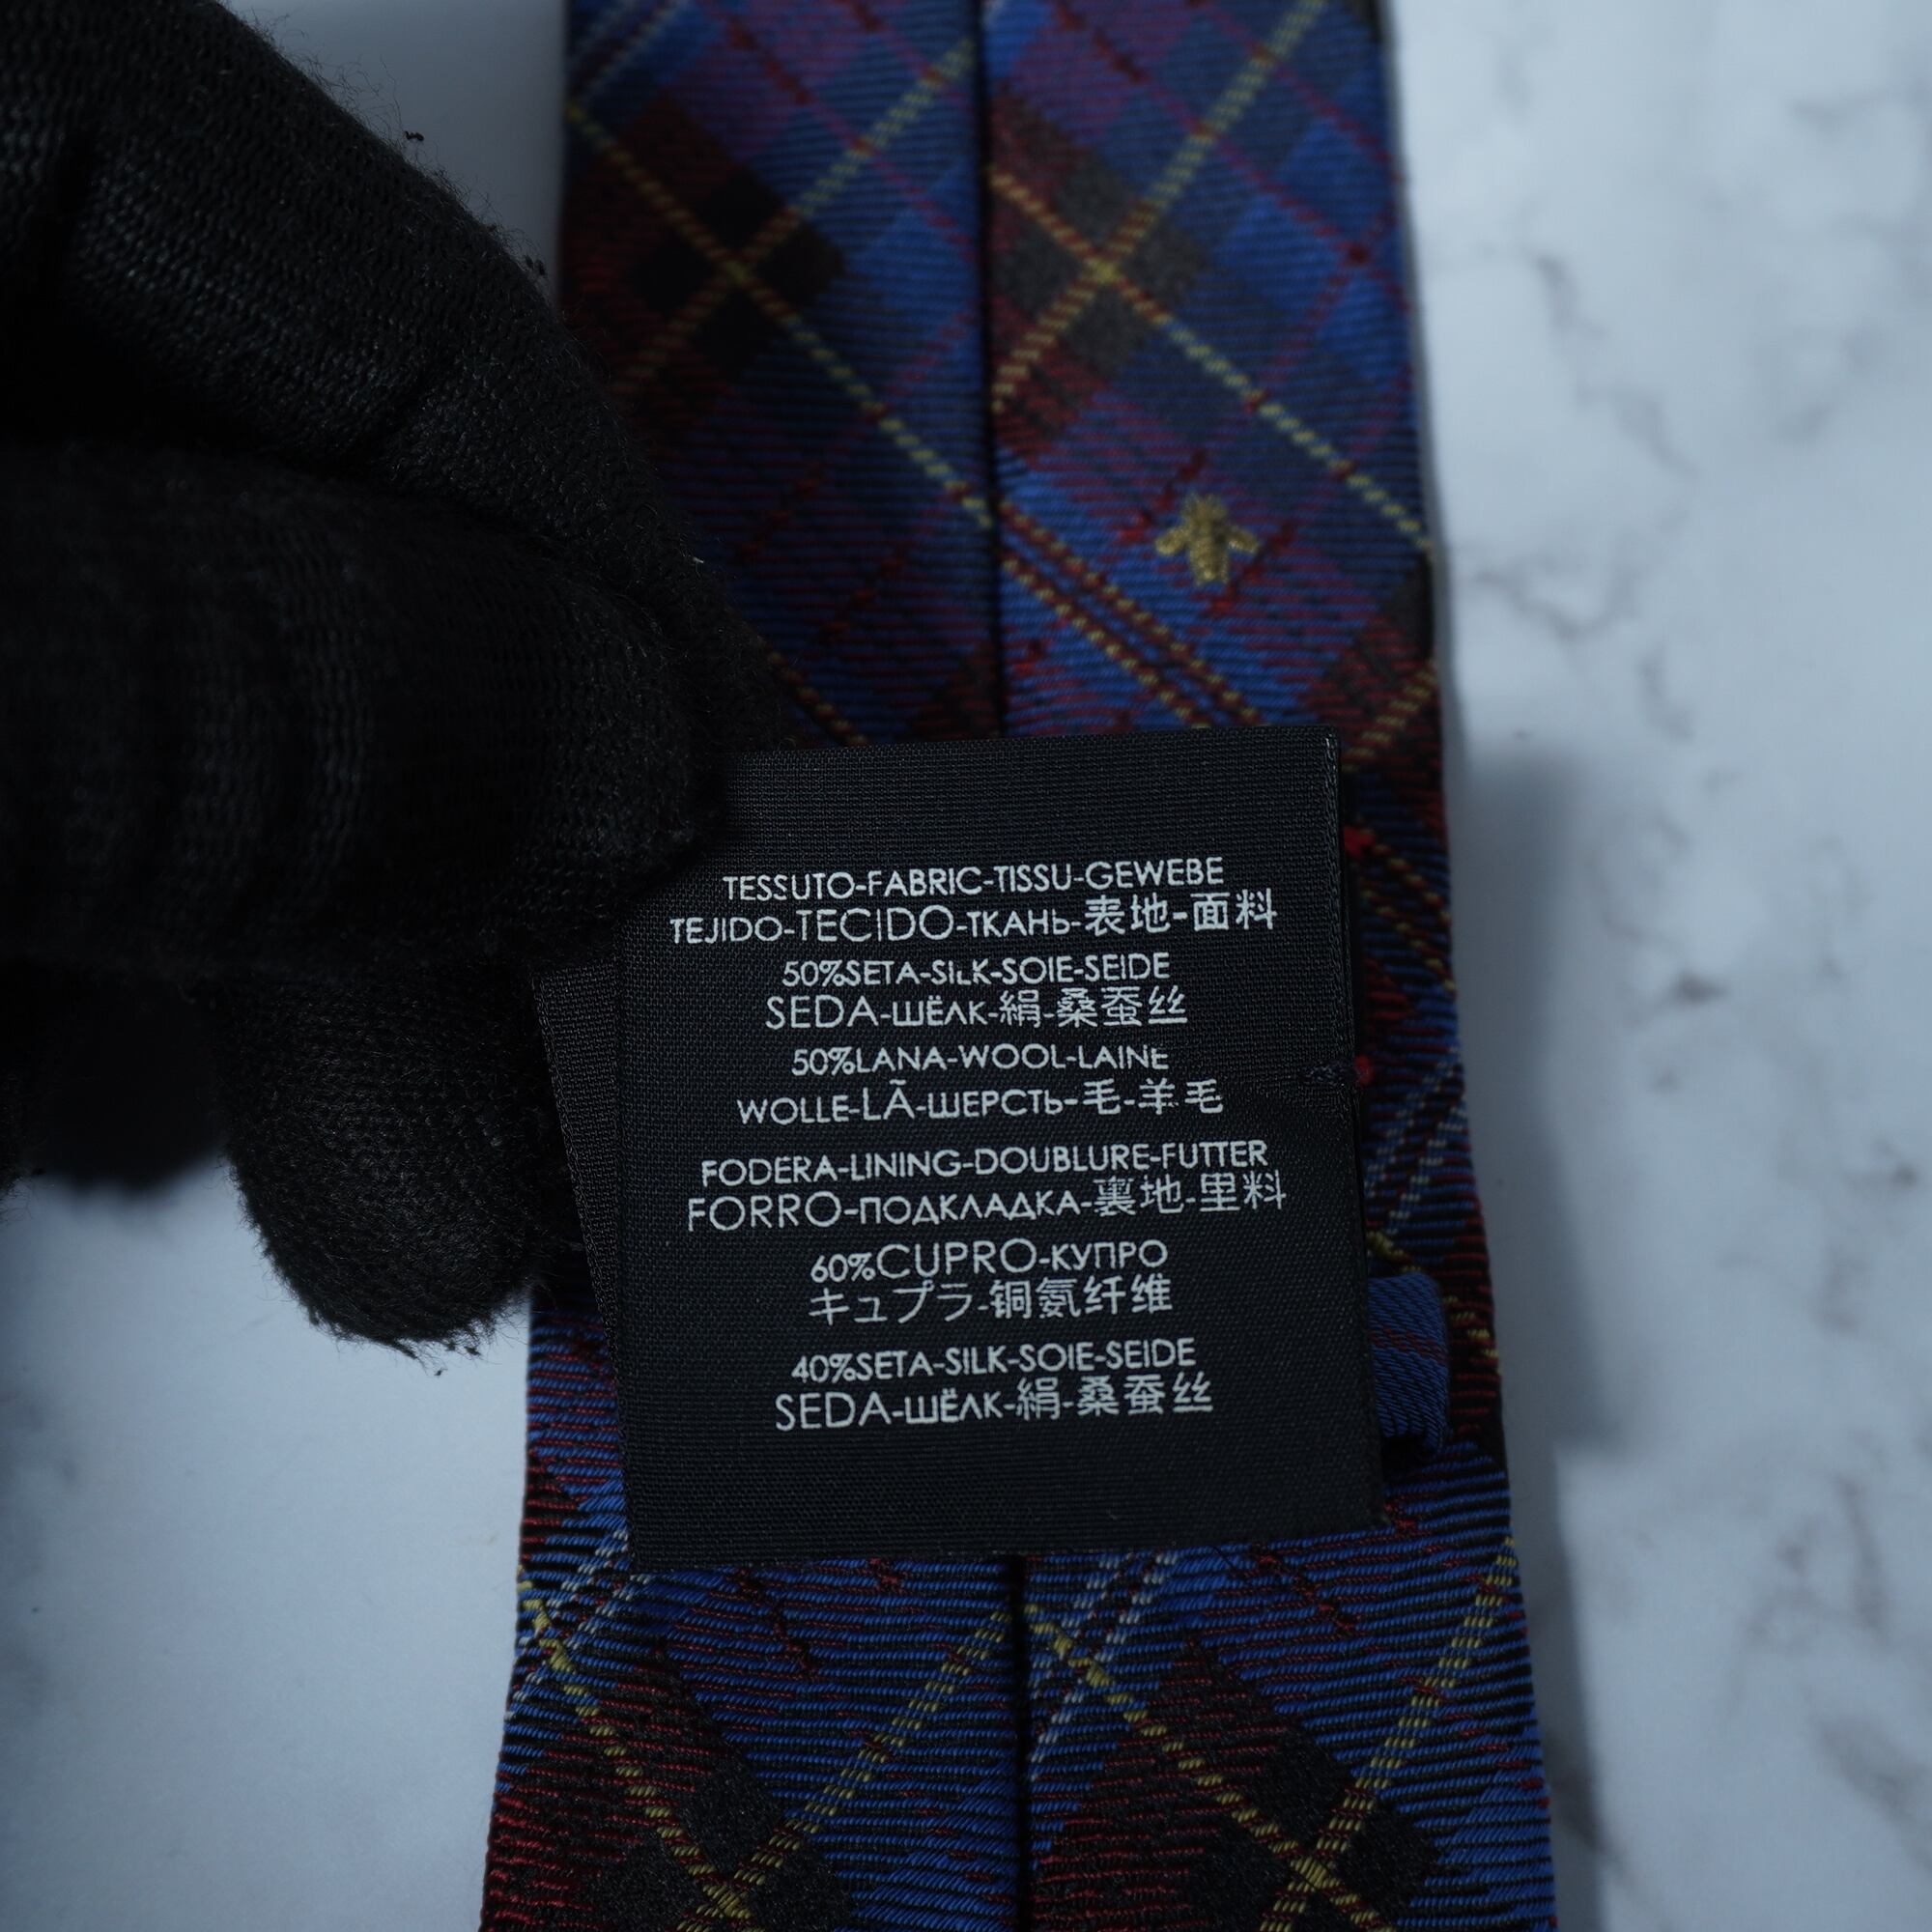 TESSUTO-FABRIC-TISSU-GEWEBE
TEJIDO-TECIDO-ТКАНЬ-表地-面料
50%SETA-SILK-SOIE-SEIDE
SEDA-ШЁЛК-絹-桑蚕丝
50%LANA-WOOL-LAINE
WOLLE-LÃ-ШЕРСТЬ-毛-羊毛
FODERA-LINING-DOUBLURE-FUTTER
FORRO-ПОДКЛАДКА-裏地-里料
60%CUPRO-КУПРО
キュプラ-铜氨纤维
40%SETA-SILK-SOIE-SEIDE
SEDA-ШЁЛК-絹-桑蚕丝